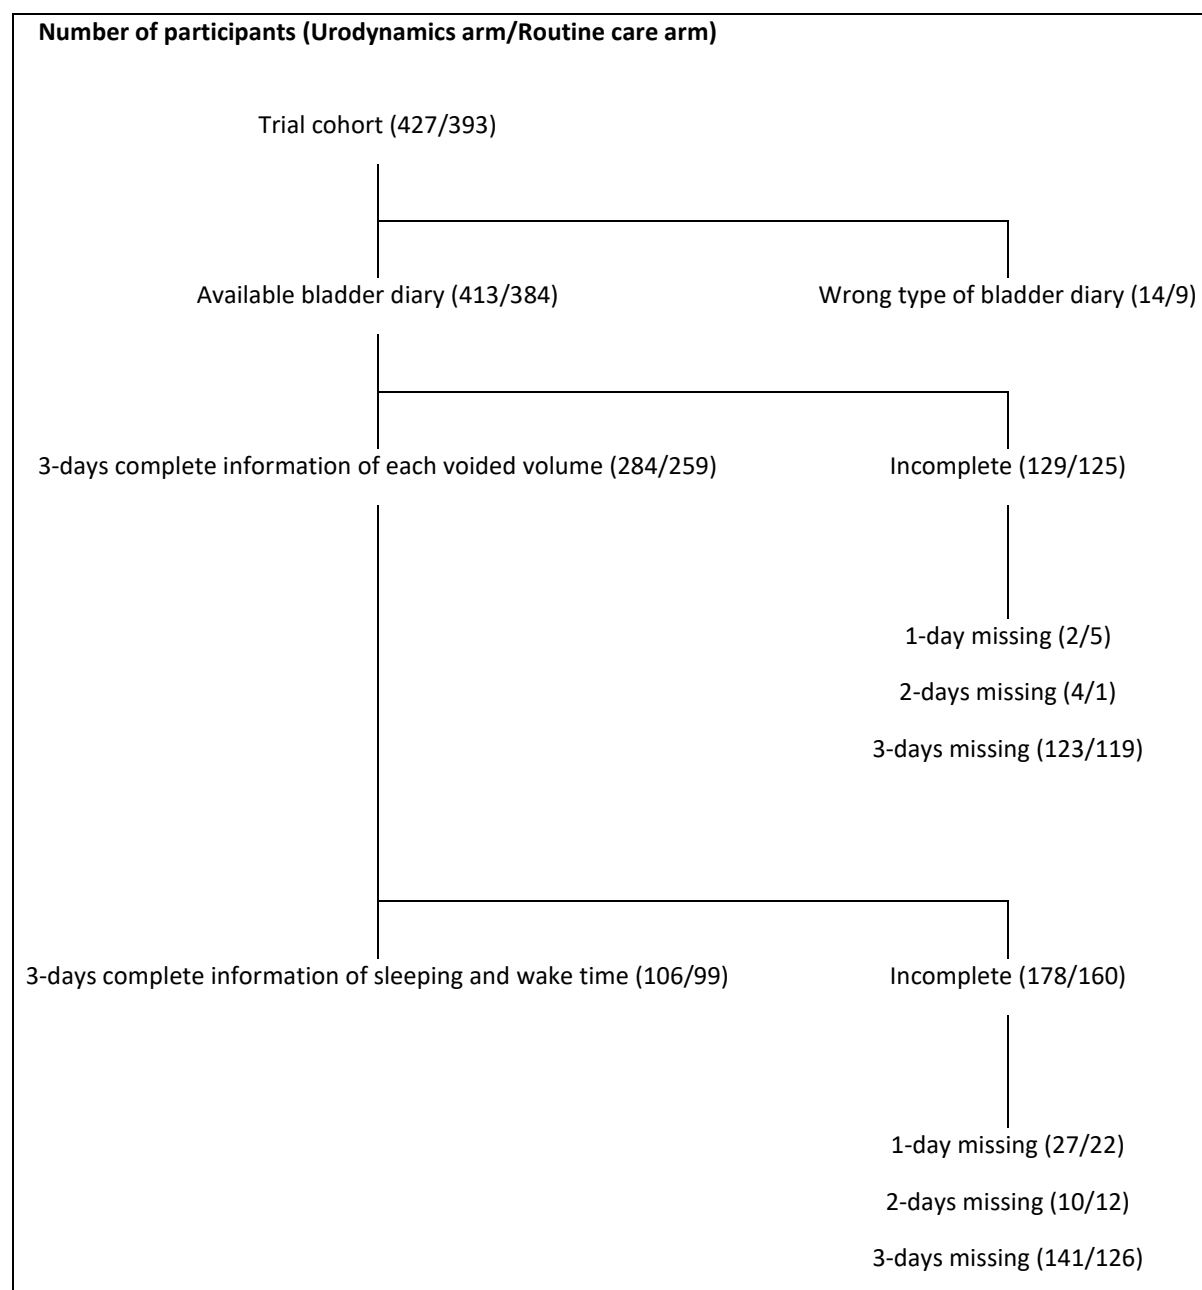 Number of participants (Urodynamics arm/Routine care arm)
Trial cohort (427/393)
Available bladder diary (413/384)
Wrong type of bladder diary (14/9)
3-days complete information of each voided volume (284/259)
Incomplete (129/125)
1-day missing (2/5)
2-days missing (4/1)
3-days missing (123/119)
3-days complete information of sleeping and wake time (106/99)
Incomplete (178/160)
1-day missing (27/22)
2-days missing (10/12)
3-days missing (141/126)